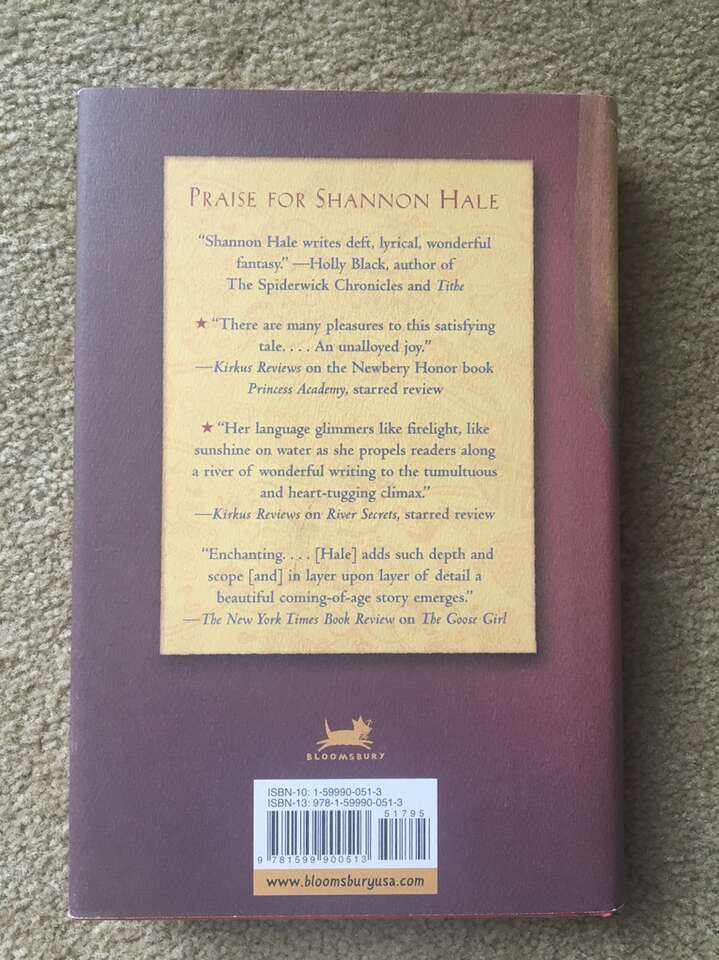 PRAISE FOR SHANNON HALE
“Shannon Hale writes deft, lyrical, wonderful
fantasy.” —Holly Black, author of
The Spiderwick Chronicles and Tithe
★ “There are many pleasures to this satisfying
tale. . . . An unalloyed joy.”
—Kirkus Reviews on the Newbery Honor book
Princess Academy, starred review
★ “Her language glimmers like firelight, like
sunshine on water as she propels readers along
a river of wonderful writing to the tumultuous
and heart-tugging climax.”
—Kirkus Reviews on River Secrets, starred review
“Enchanting. . . . [Hale] adds such depth and
scope [and] in layer upon layer of detail a
beautiful coming-of-age story emerges.”
—The New York Times Book Review on The Goose Girl
BLOOMSBURY
ISBN-10: 1-59990-051-3
ISBN-13: 978-1-59990-051-3
51795
9 781599 900513
www.bloomsburyusa.com